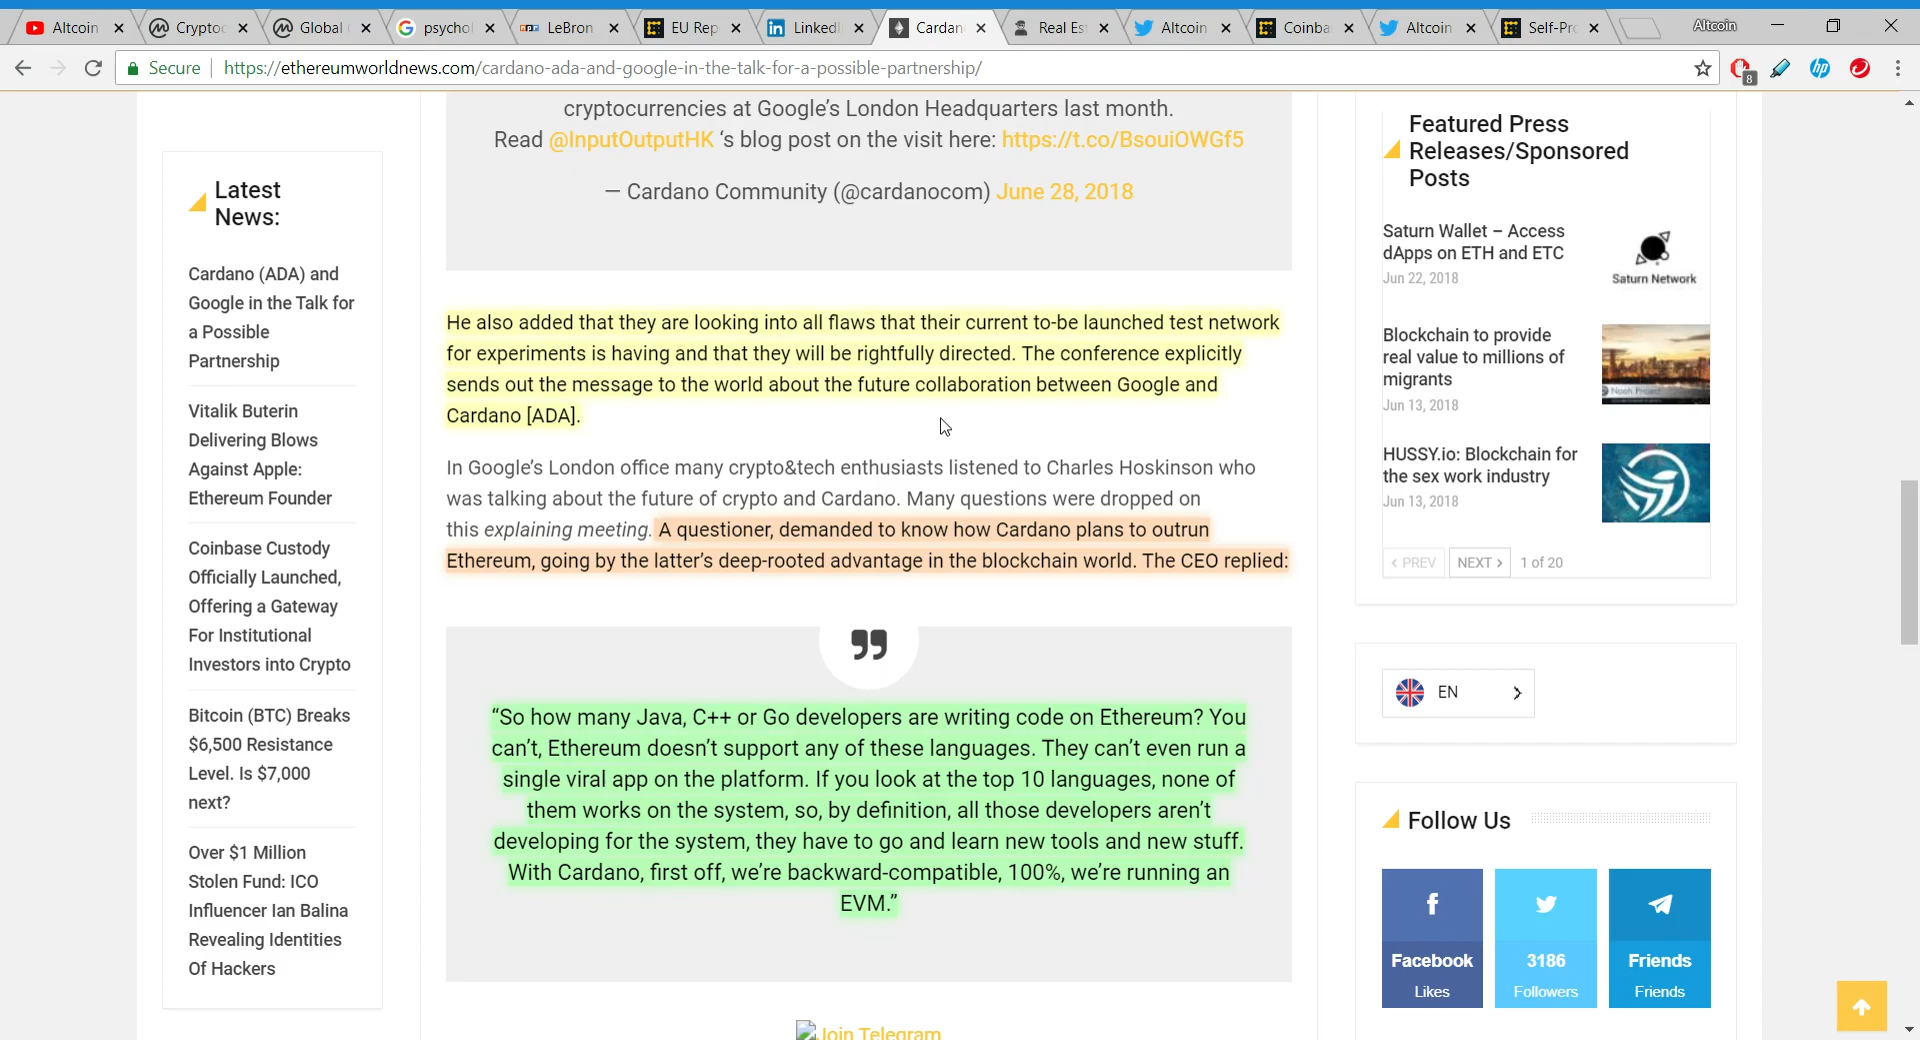 Altcoin
Cryptoc
Global
psychol
npr LeBron
EU Rep
LinkedI
Cardan
Real Es
Altcoin
Coinba
Altcoin
Self-Pro
Altcoin
Secure
https://ethereumworldnews.com/cardano-ada-and-google-in-the-talk-for-a-possible-partnership/
8
Latest
News:
Cardano (ADA) and
Google in the Talk for
a Possible
Partnership
Vitalik Buterin
Delivering Blows
Against Apple:
Ethereum Founder
Coinbase Custody
Officially Launched,
Offering a Gateway
For Institutional
Investors into Crypto
Bitcoin (BTC) Breaks
$6,500 Resistance
Level. Is $7,000
next?
Over $1 Million
Stolen Fund: ICO
Influencer Ian Balina
Revealing Identities
Of Hackers
cryptocurrencies at Google’s London Headquarters last month.
Read @InputOutputHK ‘s blog post on the visit here: https://t.co/BsouiOWGf5
— Cardano Community (@cardanocom) June 28, 2018
He also added that they are looking into all flaws that their current to-be launched test network
for experiments is having and that they will be rightfully directed. The conference explicitly
sends out the message to the world about the future collaboration between Google and
Cardano [ADA].
In Google’s London office many crypto&tech enthusiasts listened to Charles Hoskinson who
was talking about the future of crypto and Cardano. Many questions were dropped on
this explaining meeting. A questioner, demanded to know how Cardano plans to outrun
Ethereum, going by the latter’s deep-rooted advantage in the blockchain world. The CEO replied:
“So how many Java, C++ or Go developers are writing code on Ethereum? You
can’t, Ethereum doesn’t support any of these languages. They can’t even run a
single viral app on the platform. If you look at the top 10 languages, none of
them works on the system, so, by definition, all those developers aren’t
developing for the system, they have to go and learn new tools and new stuff.
With Cardano, first off, we’re backward-compatible, 100%, we’re running an
EVM.”
Join Telegram
Featured Press
Releases/Sponsored
Posts
Saturn Wallet – Access
dApps on ETH and ETC
Jun 22, 2018
Saturn Network
Blockchain to provide
real value to millions of
migrants
Jun 13, 2018
HUSSY.io: Blockchain for
the sex work industry
Jun 13, 2018
PREV
NEXT
1 of 20
EN
Follow Us
Facebook
Likes
3186
Followers
Friends
Friends